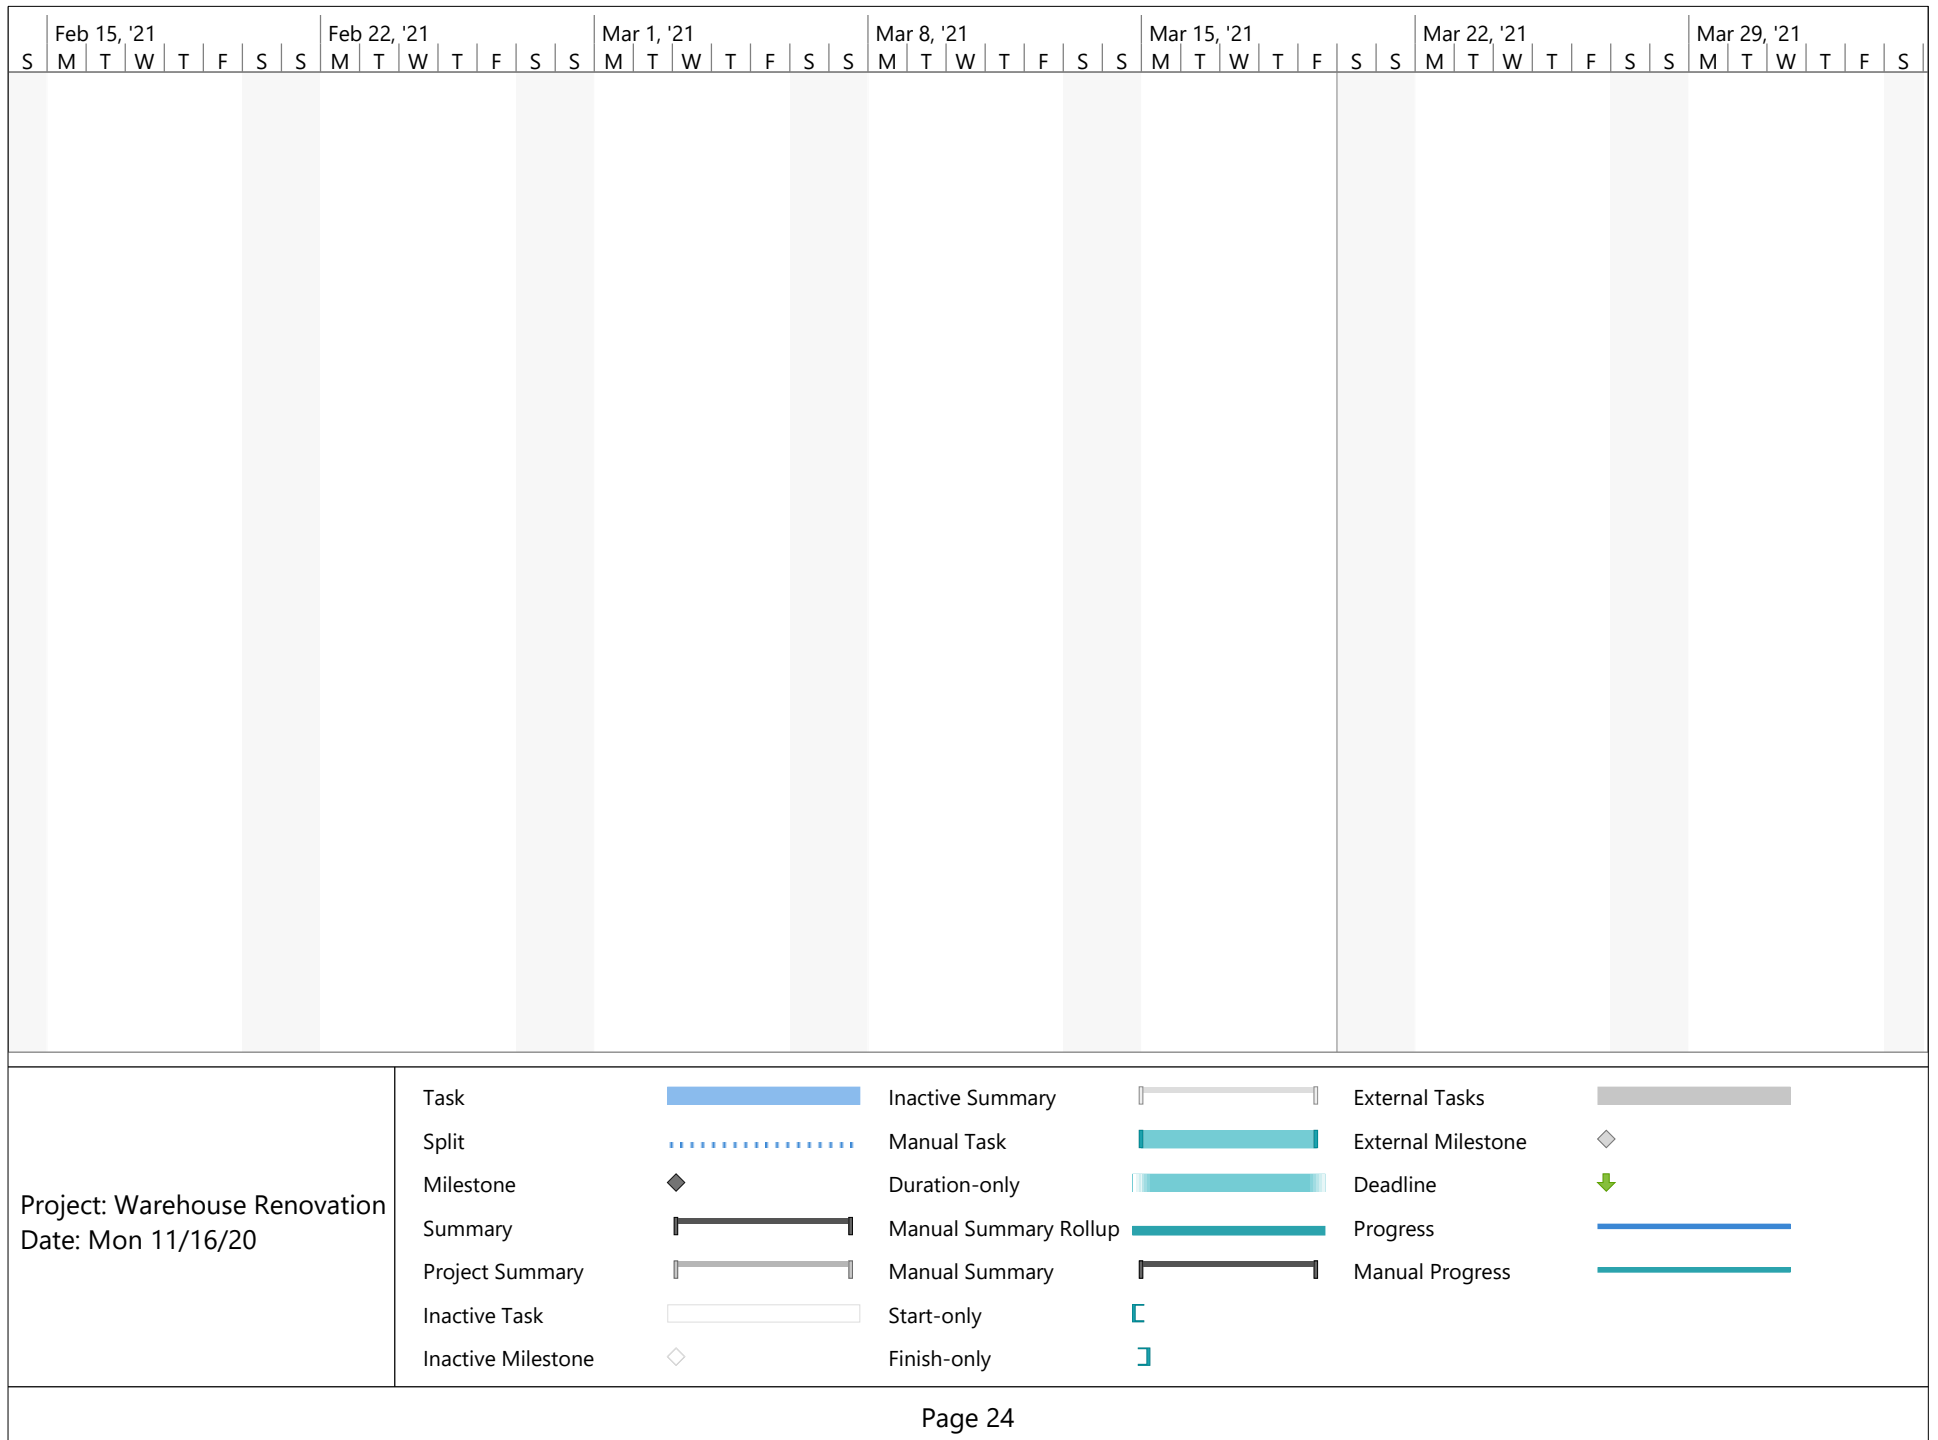 Feb 15, '21 Feb 22, '21 Mar 1, '21 Mar 8, '21 Mar 15, '21 Mar 22, '21 Mar 29, '21
S M T W T F S S M T W T F S S M T W T F S S M T W T F S S M T W T F S S M T W T F S S M T W T F S
Project: Warehouse Renovation
Date: Mon 11/16/20
Task
Split
Milestone
Summary
Project Summary
Inactive Task
Inactive Milestone
Inactive Summary
Manual Task
Duration-only
Manual Summary Rollup
Manual Summary
Start-only
Finish-only
External Tasks
External Milestone
Deadline
Progress
Manual Progress
Page 24